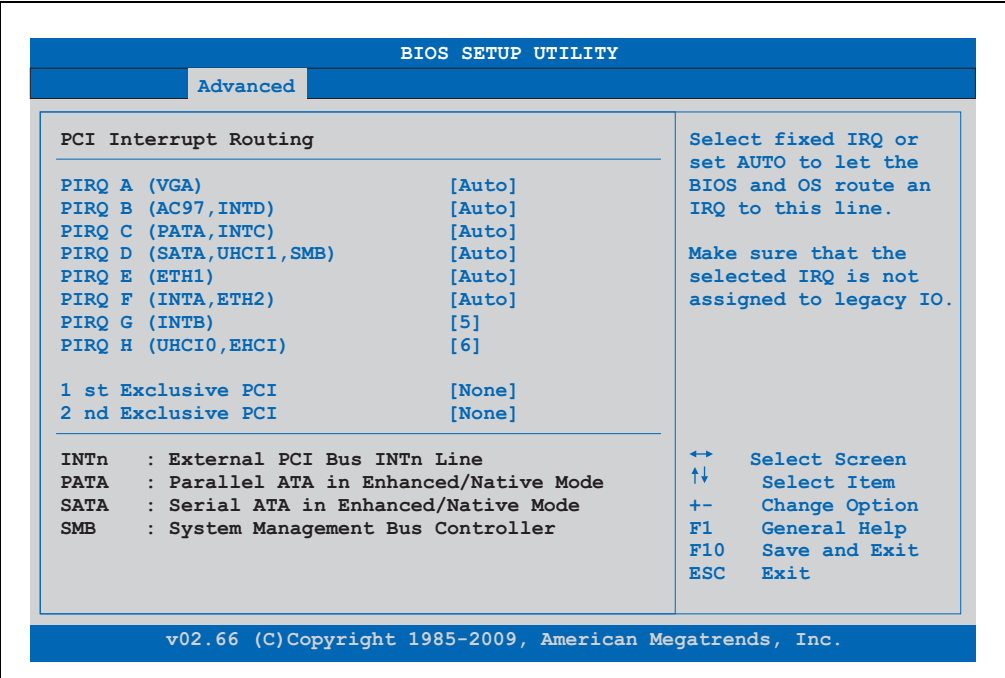 BIOS SETUP UTILITY
Advanced
PCI Interrupt Routing
PIRQ A (VGA) [Auto]
PIRQ B (AC97,INTD) [Auto]
PIRQ C (PATA,INTC) [Auto]
PIRQ D (SATA,UHCI1,SMB) [Auto]
PIRQ E (ETH1) [Auto]
PIRQ F (INTA,ETH2) [Auto]
PIRQ G (INTB) [5]
PIRQ H (UHCI0,EHCI) [6]
1 st Exclusive PCI [None]
2 nd Exclusive PCI [None]
INTn : External PCI Bus INTn Line
PATA : Parallel ATA in Enhanced/Native Mode
SATA : Serial ATA in Enhanced/Native Mode
SMB : System Management Bus Controller
Select fixed IRQ or
set AUTO to let the
BIOS and OS route an
IRQ to this line.
Make sure that the
selected IRQ is not
assigned to legacy IO.
↔ Select Screen
↑↓ Select Item
+- Change Option
F1 General Help
F10 Save and Exit
ESC Exit
v02.66 (C)Copyright 1985-2009, American Megatrends, Inc.